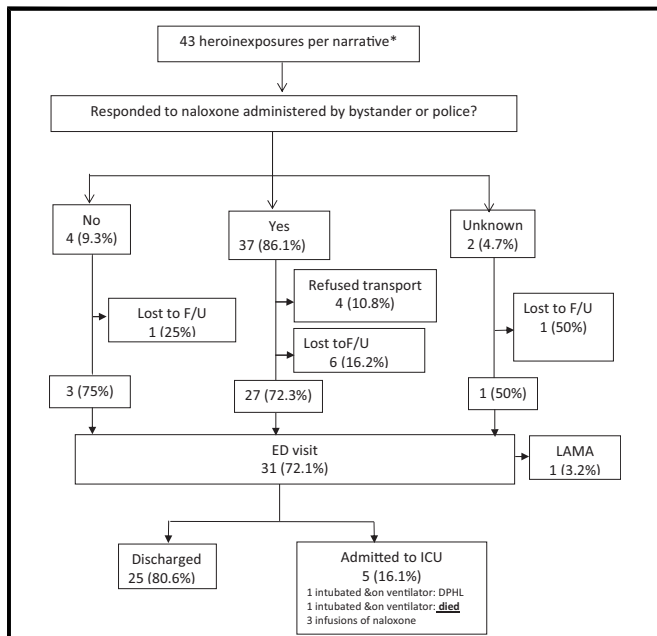 43 heroinexposures per narrative*
Responded to naloxone administered by bystander or police?
No
4 (9.3%)
Yes
37 (86.1%)
Unknown
2 (4.7%)
Lost to F/U
1 (25%)
Refused transport
4 (10.8%)
Lost toF/U
6 (16.2%)
Lost to F/U
1 (50%)
3 (75%)
27 (72.3%)
1 (50%)
ED visit
31 (72.1%)
LAMA
1 (3.2%)
Discharged
25 (80.6%)
Admitted to ICU
5 (16.1%)
1 intubated &on ventilator: DPHL
1 intubated &on ventilator: died
3 infusions of naloxone